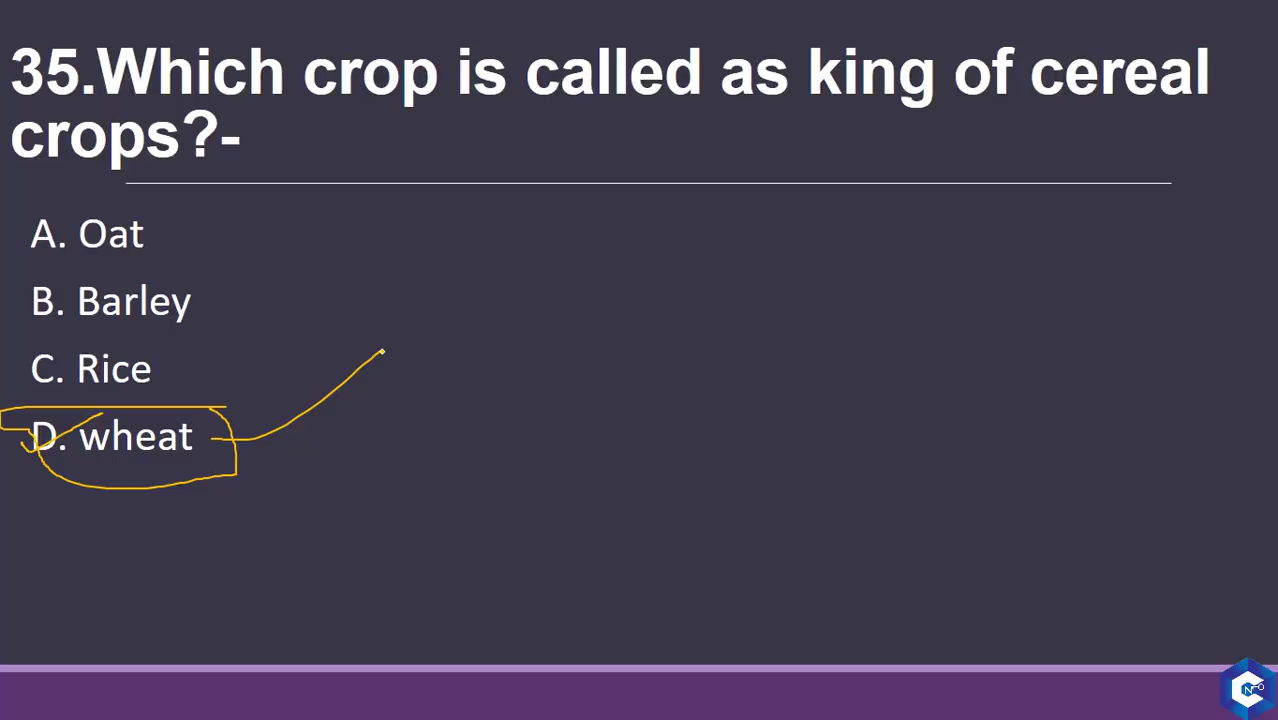 35.Which crop is called as king of cereal
crops?-
A. Oat
B. Barley
C. Rice
D. wheat